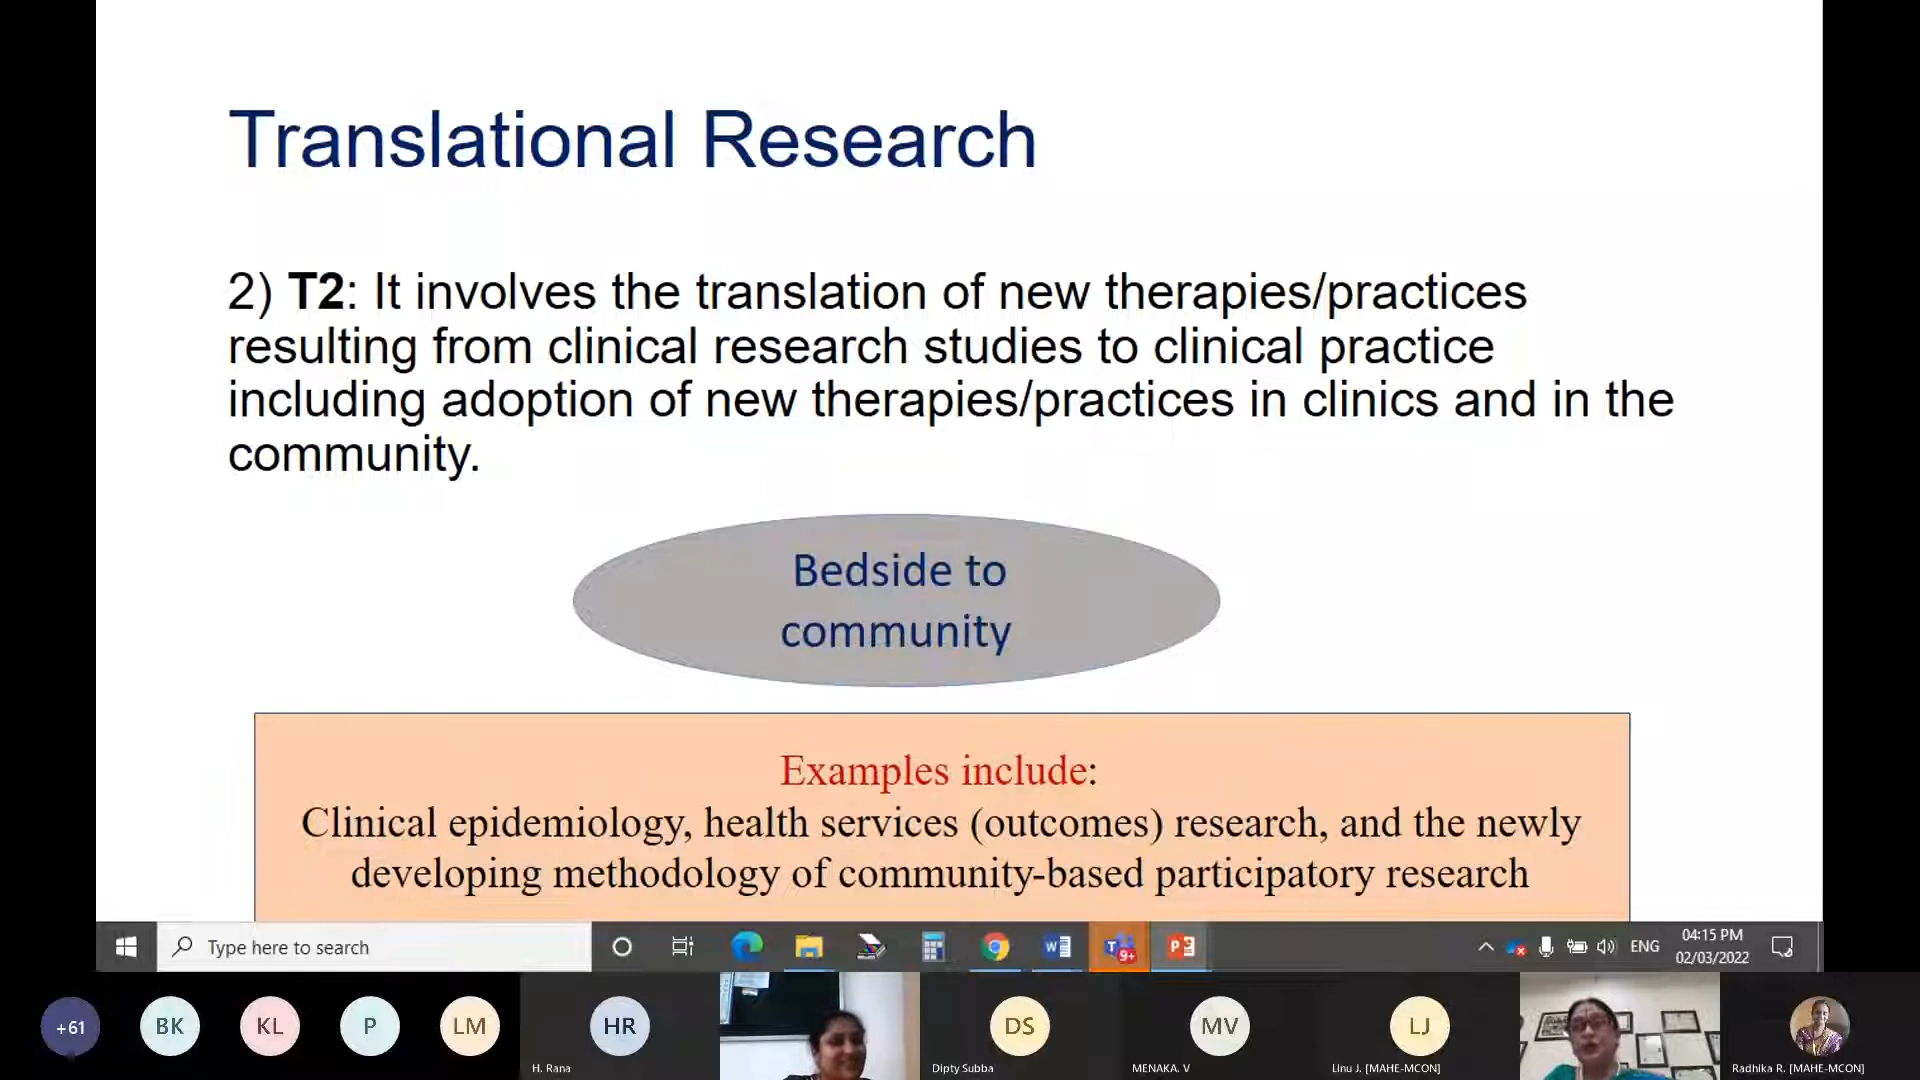 Translational Research
2) T2: It involves the translation of new therapies/practices
resulting from clinical research studies to clinical practice
including adoption of new therapies/practices in clinics and in the
community.
Bedside to
community
Examples include:
Clinical epidemiology, health services (outcomes) research, and the newly
developing methodology of community-based participatory research
Type here to search
9+
ENG
04:15 PM
02/03/2022
+61
BK
KL
P
LM
HR
DS
MV
LJ
H. Rana
Dipty Subba
MENAKA. V
Linu J. [MAHE-MCON]
Radhika R. [MAHE-MCON]